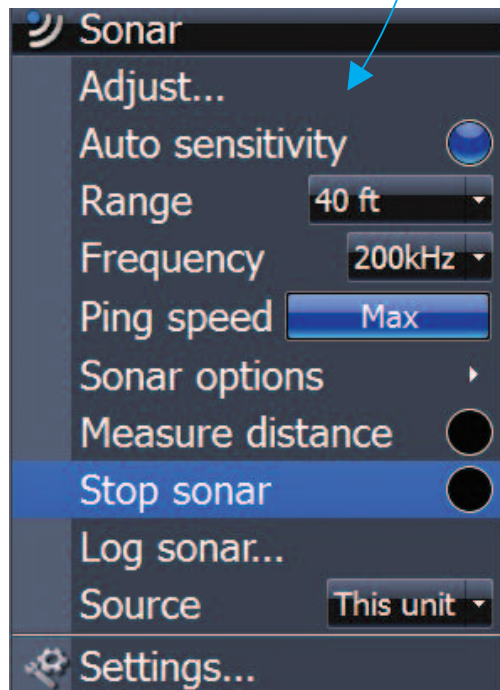 Sonar
Adjust...
Auto sensitivity
Range 40 ft
Frequency 200kHz
Ping speed Max
Sonar options
Measure distance
Stop sonar
Log sonar...
Source This unit
Settings...